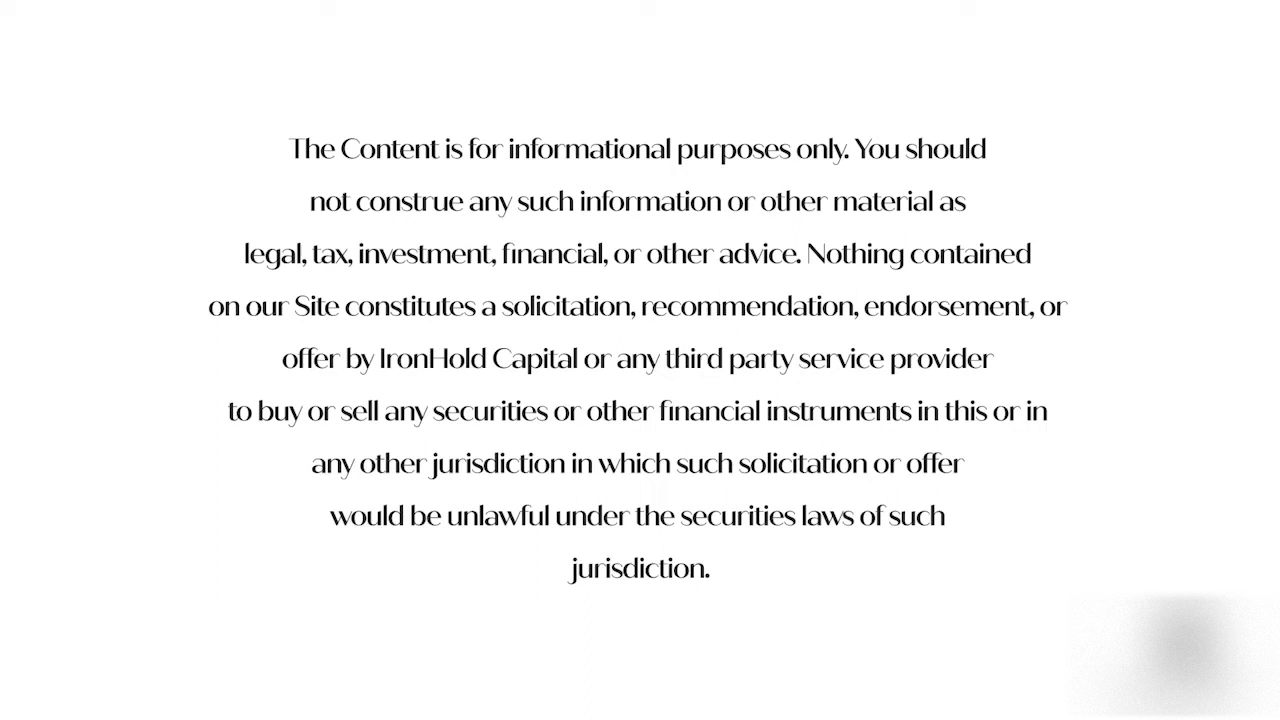 The Content is for informational purposes only. You should
not construe any such information or other material as
legal, tax, investment, financial, or other advice. Nothing contained
on our Site constitutes a solicitation, recommendation, endorsement, or
offer by IronHold Capital or any third party service provider
to buy or sell any securities or other financial instruments in this or in
any other jurisdiction in which such solicitation or offer
would be unlawful under the securities laws of such
jurisdiction.